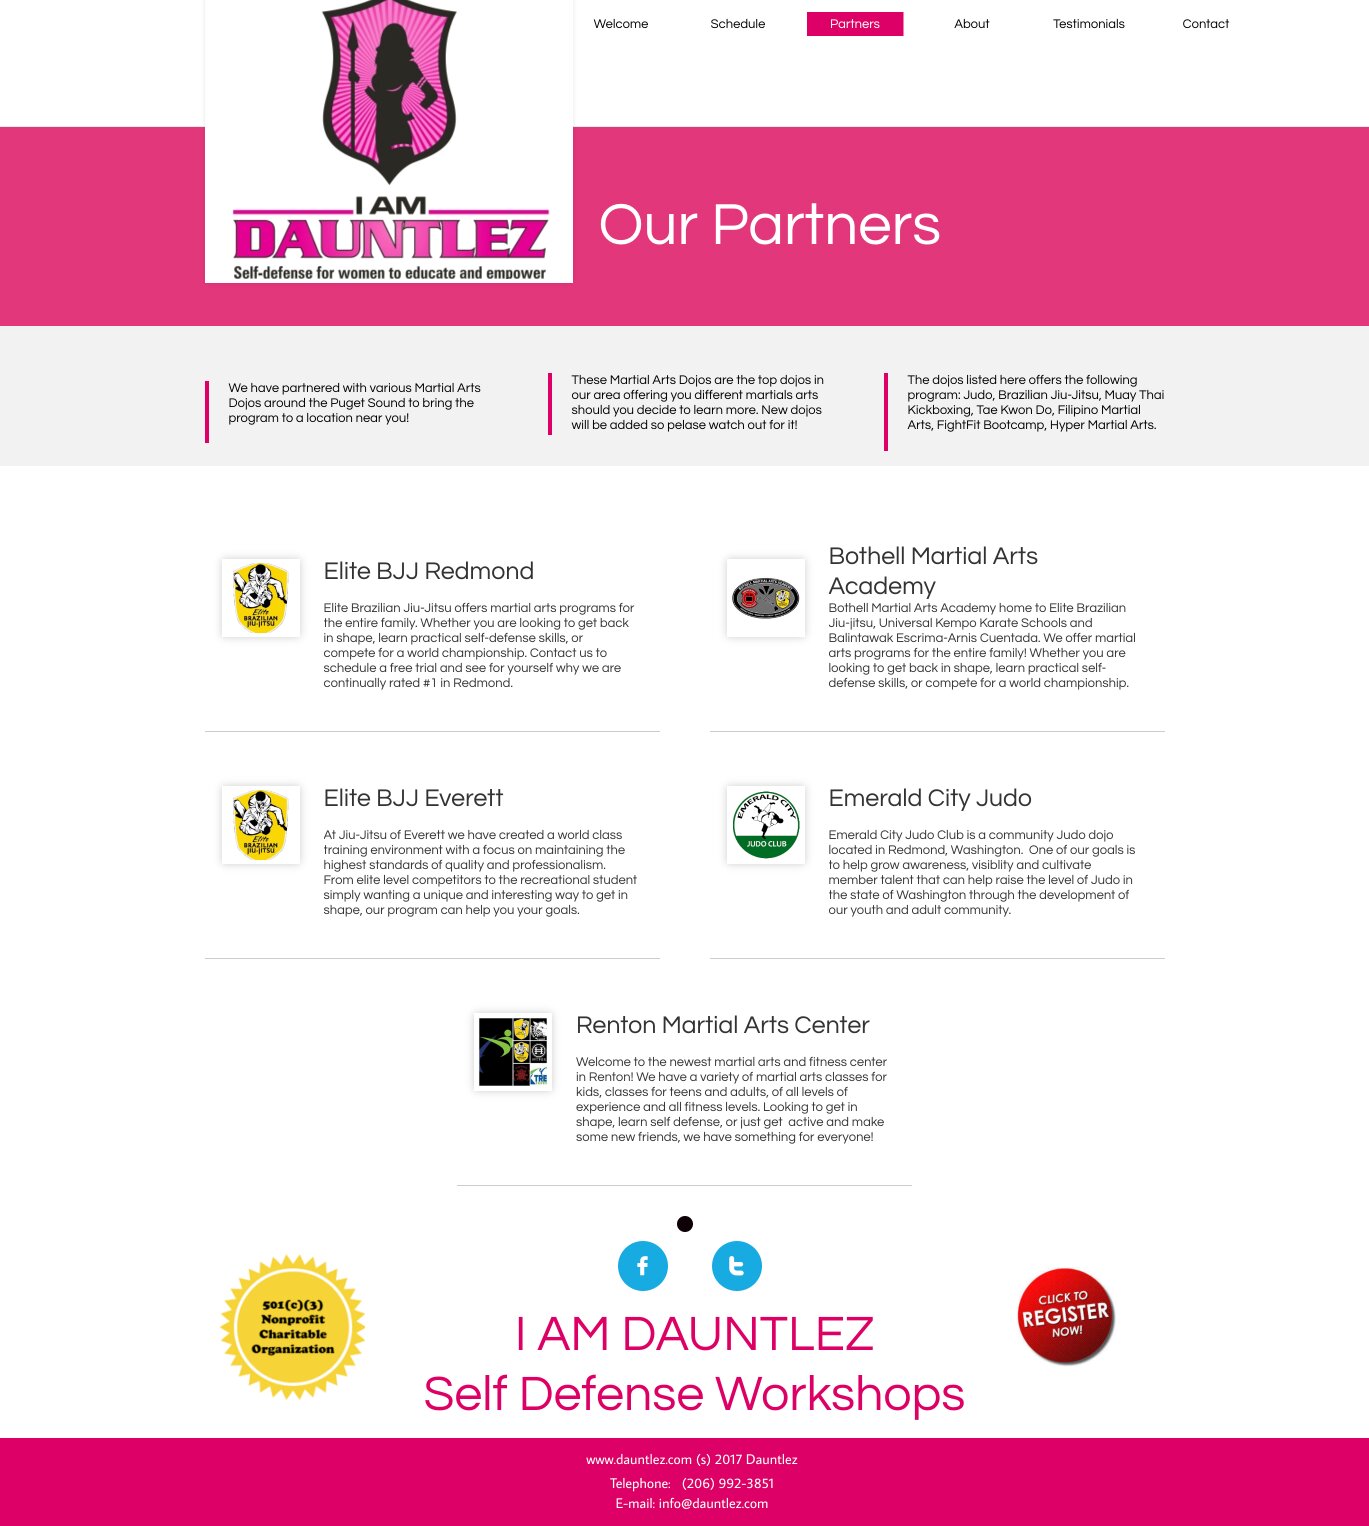 Welcome
Schedule
Partners
About
Testimonials
Contact
I AM
DAUNTLEZ
Self-defense for women to educate and empower
Our Partners
We have partnered with various Martial Arts
Dojos around the Puget Sound to bring the
program to a location near you!
These Martial Arts Dojos are the top dojos in
our area offering you different martials arts
should you decide to learn more. New dojos
will be added so pelase watch out for it!
The dojos listed here offers the following
program: Judo, Brazilian Jiu-Jitsu, Muay Thai
Kickboxing, Tae Kwon Do, Filipino Martial
Arts, FightFit Bootcamp, Hyper Martial Arts.
Elite
BRAZILIAN
JIU-JITSU
Elite BJJ Redmond
Elite Brazilian Jiu-Jitsu offers martial arts programs for
the entire family. Whether you are looking to get back
in shape, learn practical self-defense skills, or
compete for a world championship. Contact us to
schedule a free trial and see for yourself why we are
continually rated #1 in Redmond.
Bothell Martial Arts
Academy
Bothell Martial Arts Academy home to Elite Brazilian
Jiu-jitsu, Universal Kempo Karate Schools and
Balintawak Escrima-Arnis Cuentada. We offer martial
arts programs for the entire family! Whether you are
looking to get back in shape, learn practical self-
defense skills, or compete for a world championship.
Elite
BRAZILIAN
JIU-JITSU
Elite BJJ Everett
At Jiu-Jitsu of Everett we have created a world class
training environment with a focus on maintaining the
highest standards of quality and professionalism.
From elite level competitors to the recreational student
simply wanting a unique and interesting way to get in
shape, our program can help you your goals.
EMERALD CITY
JUDO CLUB
Emerald City Judo
Emerald City Judo Club is a community Judo dojo
located in Redmond, Washington.  One of our goals is
to help grow awareness, visiblity and cultivate
member talent that can help raise the level of Judo in
the state of Washington through the development of
our youth and adult community.
TRE
Renton Martial Arts Center
Welcome to the newest martial arts and fitness center
in Renton! We have a variety of martial arts classes for
kids, classes for teens and adults, of all levels of
experience and all fitness levels. Looking to get in
shape, learn self defense, or just get  active and make
some new friends, we have something for everyone!
501(c)(3)
Nonprofit
Charitable
Organization
CLICK TO
REGISTER
NOW!
I AM DAUNTLEZ
Self Defense Workshops
www.dauntlez.com (s) 2017 Dauntlez
Telephone:   (206) 992-3851
E-mail: info@dauntlez.com